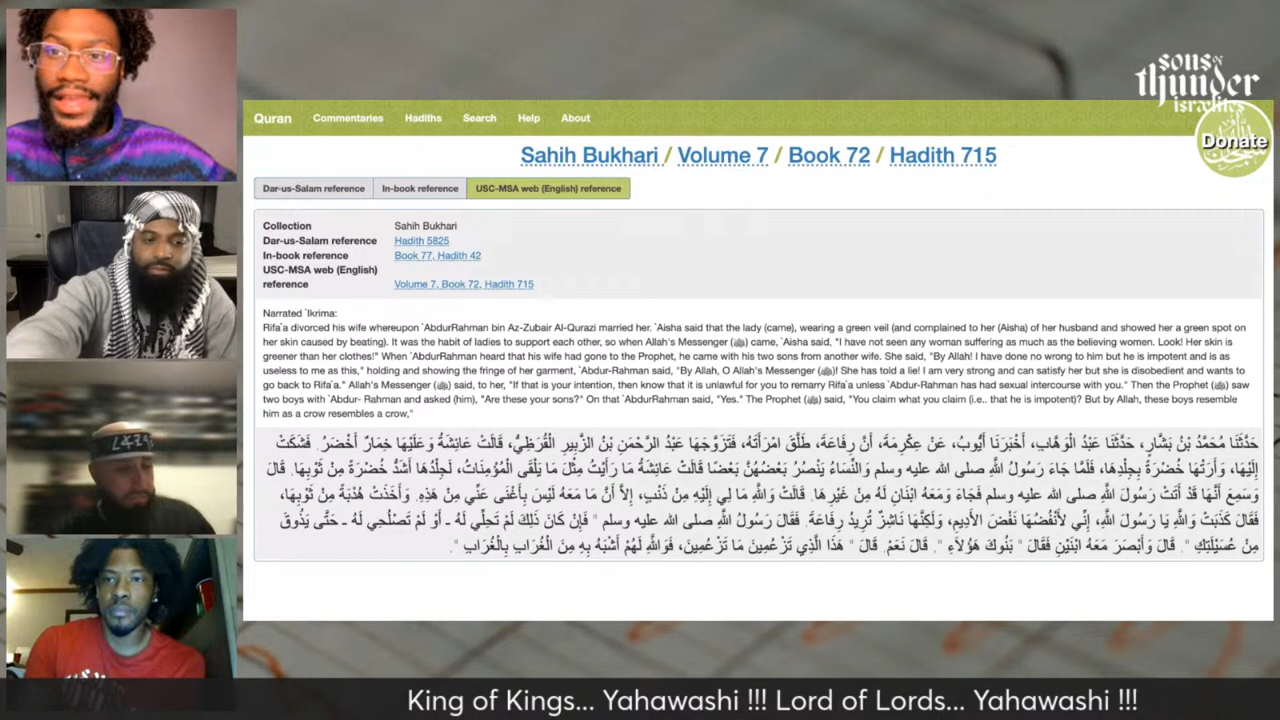 sons of
thunder
israelites
Donate
Quran Commentaries Hadiths Search Help About
Sahih Bukhari / Volume 7 / Book 72 / Hadith 715
Dar-us-Salam reference In-book reference USC-MSA web (English) reference
Collection Sahih Bukhari
Dar-us-Salam reference Hadith 5825
In-book reference Book 77, Hadith 42
USC-MSA web (English)
reference Volume 7, Book 72, Hadith 715
Narrated `Ikrima:
Rifa`a divorced his wife whereupon `AbdurRahman bin Az-Zubair Al-Qurazi married her. `Aisha said that the lady (came), wearing a green veil (and complained to her (Aisha) of her husband and showed her a green spot on
her skin caused by beating). It was the habit of ladies to support each other, so when Allah's Messenger (ﷺ) came, `Aisha said, "I have not seen any woman suffering as much as the believing women. Look! Her skin is
greener than her clothes!" When `AbdurRahman heard that his wife had gone to the Prophet, he came with his two sons from another wife. She said, "By Allah! I have done no wrong to him but he is impotent and is as
useless to me as this," holding and showing the fringe of her garment, `Abdur-Rahman said, "By Allah, O Allah's Messenger (ﷺ)! She has told a lie! I am very strong and can satisfy her but she is disobedient and wants to
go back to Rifa`a." Allah's Messenger (ﷺ) said, to her, "If that is your intention, then know that it is unlawful for you to remarry Rifa`a unless `Abdur-Rahman has had sexual intercourse with you." Then the Prophet (ﷺ) saw
two boys with `Abdur- Rahman and asked (him), "Are these your sons?" On that `AbdurRahman said, "Yes." The Prophet (ﷺ) said, "You claim what you claim (i.e.. that he is impotent)? But by Allah, these boys resemble
him as a crow resembles a crow,"
حَدَّثَنَا مُحَمَّدُ بْنُ بَشَّارٍ، حَدَّثَنَا عَبْدُ الْوَهَّابِ، أَخْبَرَنَا أَيُّوبُ، عَنْ عِكْرِمَةَ، أَنَّ رِفَاعَةَ، طَلَّقَ امْرَأَتَهُ، فَتَزَوَّجَهَا عَبْدُ الرَّحْمَنِ بْنُ الزَّبِيرِ الْقُرَظِيُّ، قَالَتْ عَائِشَةُ وَعَلَيْهَا خِمَارٌ أَخْضَرُ. فَشَكَتْ
إِلَيْهَا، وَأَرَتْهَا خُضْرَةً بِجِلْدِهَا، فَلَمَّا جَاءَ رَسُولُ اللَّهِ صلى الله عليه وسلم وَالنِّسَاءُ يَنْصُرُ بَعْضُهُنَّ بَعْضًا قَالَتْ عَائِشَةُ مَا رَأَيْتُ مِثْلَ مَا يَلْقَى الْمُؤْمِنَاتُ، لَجِلْدُهَا أَشَدُّ خُضْرَةً مِنْ ثَوْبِهَا. قَالَ
وَسَمِعَ أَنَّهَا قَدْ أَتَتْ رَسُولَ اللَّهِ صلى الله عليه وسلم فَجَاءَ وَمَعَهُ ابْنَانِ لَهُ مِنْ غَيْرِهَا. قَالَتْ وَاللَّهِ مَا لِي إِلَيْهِ مِنْ ذَنْبٍ، إِلاَّ أَنَّ مَا مَعَهُ لَيْسَ بِأَغْنَى عَنِّي مِنْ هَذِهِ. وَأَخَذَتْ هُدْبَةً مِنْ ثَوْبِهَا،
فَقَالَ كَذَبَتْ وَاللَّهِ يَا رَسُولَ اللَّهِ، إِنِّي لأَنْفُضُهَا نَفْضَ الأَدِيمِ، وَلَكِنَّهَا نَاشِزٌ تُرِيدُ رِفَاعَةَ. فَقَالَ رَسُولُ اللَّهِ صلى الله عليه وسلم " فَإِنْ كَانَ ذَلِكِ لَمْ تَحِلِّي لَهُ ـ أَوْ لَمْ تَصْلُحِي لَهُ ـ حَتَّى يَذُوقَ
مِنْ عُسَيْلَتِكِ ". قَالَ وَأَبْصَرَ مَعَهُ ابْنَيْنِ فَقَالَ " بَنُوكَ هَؤُلاَءِ ". قَالَ نَعَمْ. قَالَ " هَذَا الَّذِي تَزْعُمِينَ مَا تَزْعُمِينَ، فَوَاللَّهِ لَهُمْ أَشْبَهُ بِهِ مِنَ الْغُرَابِ بِالْغُرَابِ ".
King of Kings... Yahawashi !!! Lord of Lords... Yahawashi !!!